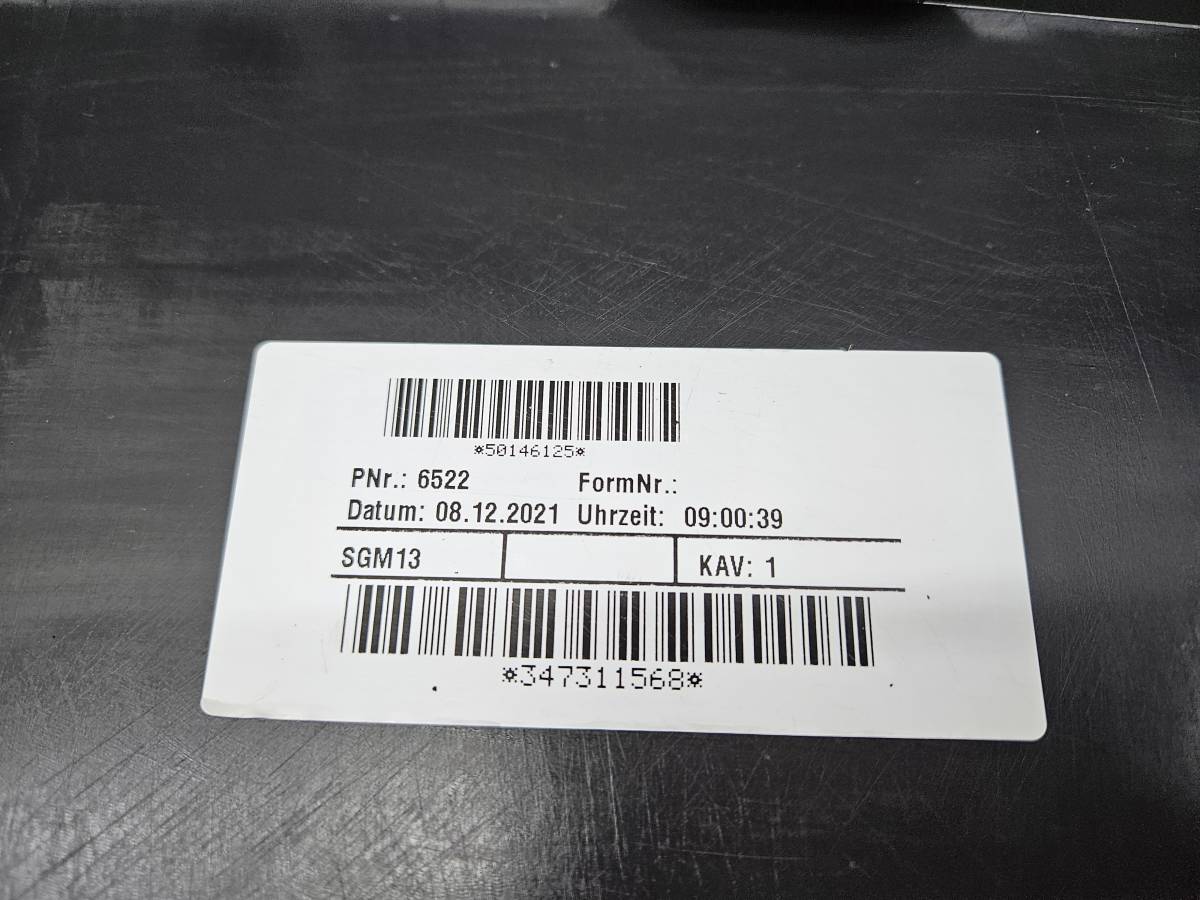 *50146125*
PNr.: 6522 FormNr.:
Datum: 08.12.2021 Uhrzeit: 09:00:39
SGM13 KAV: 1
*347311568*